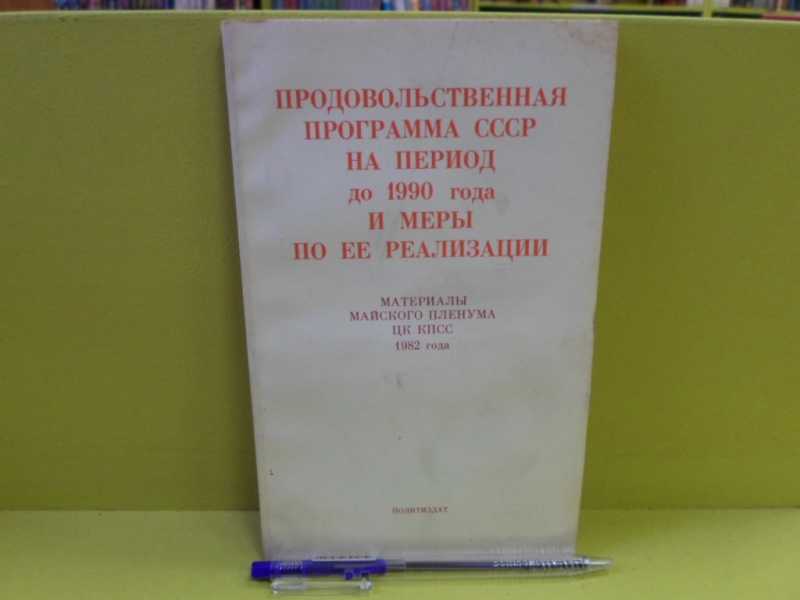 ПРОДОВОЛЬСТВЕННАЯ
ПРОГРАММА СССР
НА ПЕРИОД
до 1990 года
И МЕРЫ
ПО ЕЕ РЕАЛИЗАЦИИ
МАТЕРИАЛЫ
МАЙСКОГО ПЛЕНУМА
ЦК КПСС
1982 года
ПОЛИТИЗДАТ